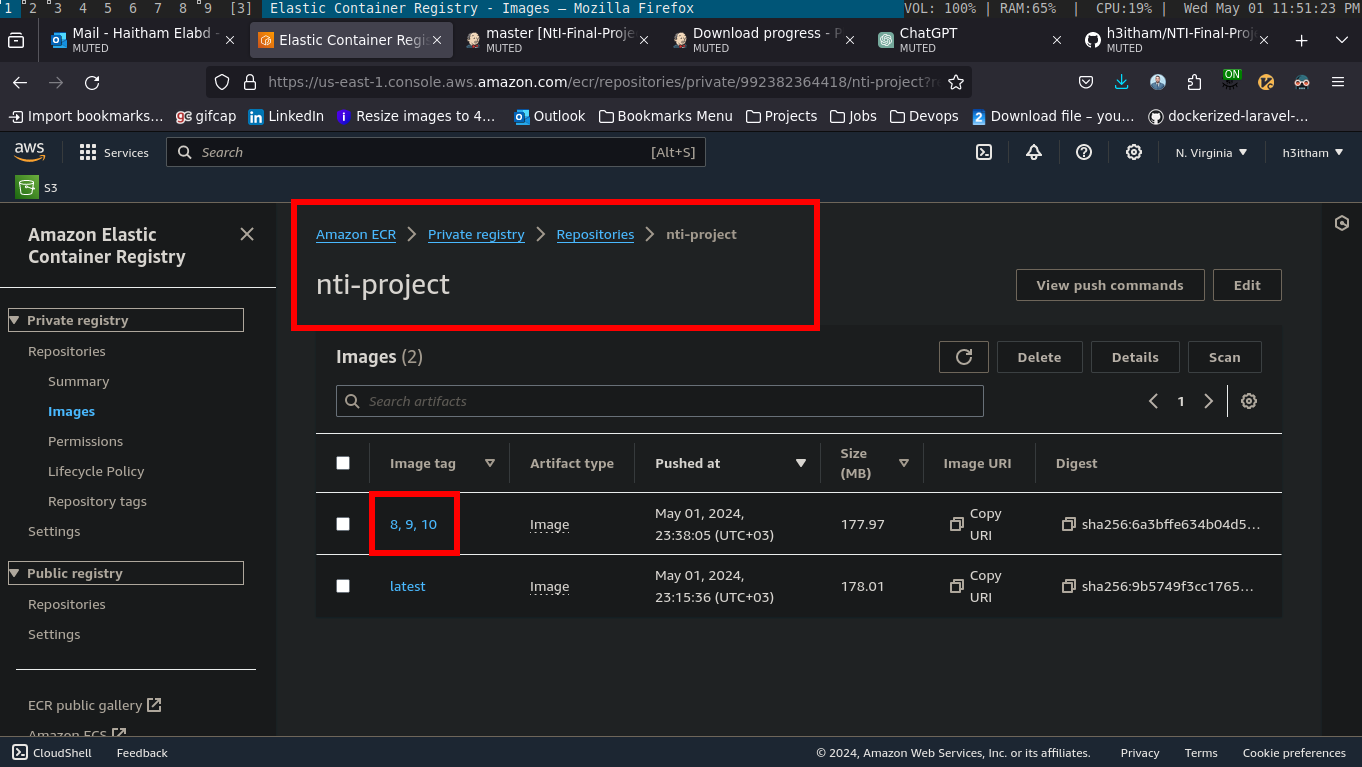 1 2 3 4 5 6 7 8 9 [3] Elastic Container Registry - Images — Mozilla Firefox VOL: 100% | RAM:65% | CPU:19% | Wed May 01 11:51:23 PM
Mail - Haitham Elabd -
MUTED
Elastic Container Regis
master [Ntl-Final-Proje
MUTED
Download progress - P
MUTED
ChatGPT
MUTED
h3itham/NTI-Final-Proj
MUTED
https://us-east-1.console.aws.amazon.com/ecr/repositories/private/992382364418/nti-project?r
ON
Import bookmarks… gifcap LinkedIn Resize images to 4… Outlook Bookmarks Menu Projects Jobs Devops Download file – you… dockerized-laravel-…
aws Services Search [Alt+S] N. Virginia h3itham
S3
Amazon Elastic
Container Registry
Private registry
Repositories
Summary
Images
Permissions
Lifecycle Policy
Repository tags
Settings
Public registry
Repositories
Settings
ECR public gallery
Amazon ECS
Amazon ECR Private registry Repositories nti-project
nti-project
View push commands Edit
Images (2)
Delete Details Scan
Search artifacts
1
Image tag Artifact type Pushed at Size (MB) Image URI Digest
8, 9, 10 Image May 01, 2024, 23:38:05 (UTC+03) 177.97 Copy URI sha256:6a3bffe634b04d5…
latest Image May 01, 2024, 23:15:36 (UTC+03) 178.01 Copy URI sha256:9b5749f3cc1765…
CloudShell Feedback © 2024, Amazon Web Services, Inc. or its affiliates. Privacy Terms Cookie preferences